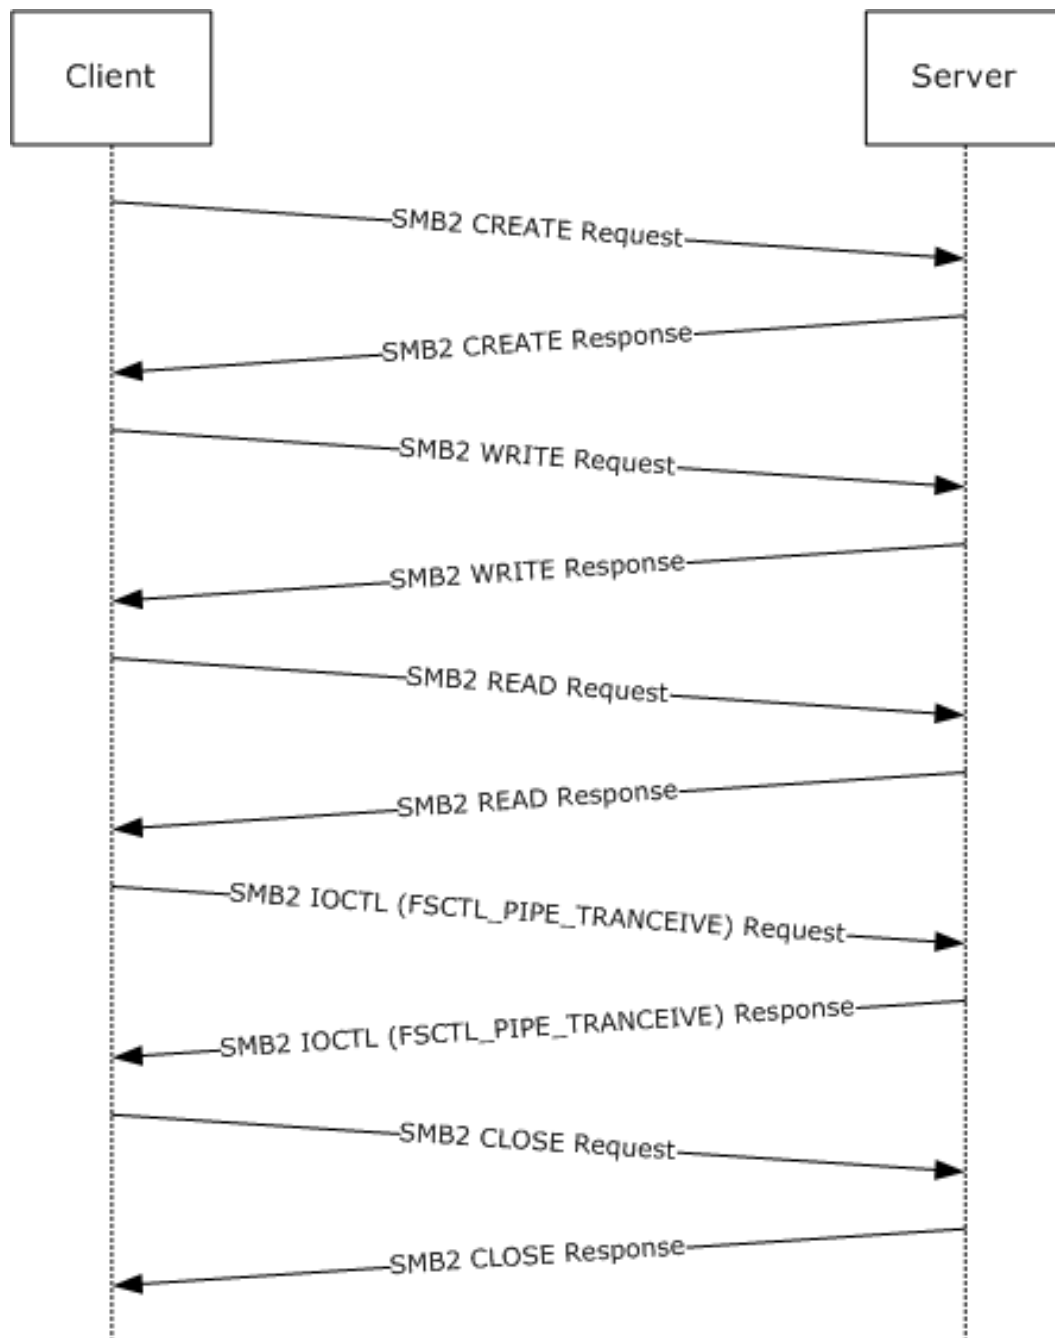 Client
Server
SMB2 CREATE Request
SMB2 CREATE Response
SMB2 WRITE Request
SMB2 WRITE Response
SMB2 READ Request
SMB2 READ Response
SMB2 IOCTL (FSCTL_PIPE_TRANCEIVE) Request
SMB2 IOCTL (FSCTL_PIPE_TRANCEIVE) Response
SMB2 CLOSE Request
SMB2 CLOSE Response